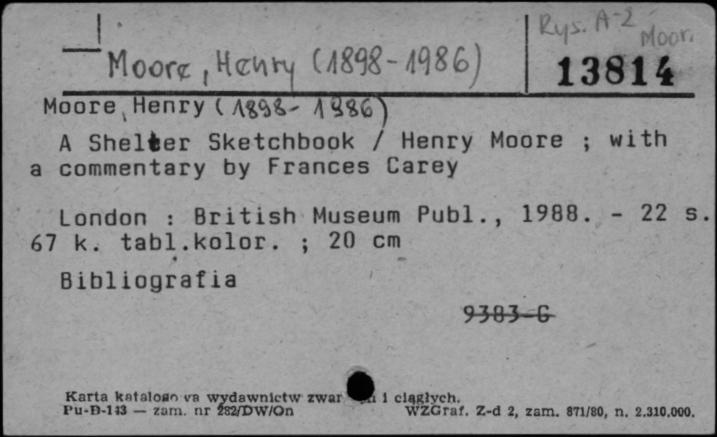 Rys. A-2
Moor.
Moore, Henry (1898-1986)
13814
Moore, Henry (1898-1986)
A Shelter Sketchbook / Henry Moore ; with
a commentary by Frances Carey
London : British Museum Publ., 1988. - 22 s.
67 k. tabl.kolor. ; 20 cm
Bibliografia
9383-G
Karta katalogo va wydawnictw zwar i ciągłych.
Pu-B-143 — zam. nr 282/DW/On WZGraf. Z-d 2, zam. 871/80, n. 2.310.000.